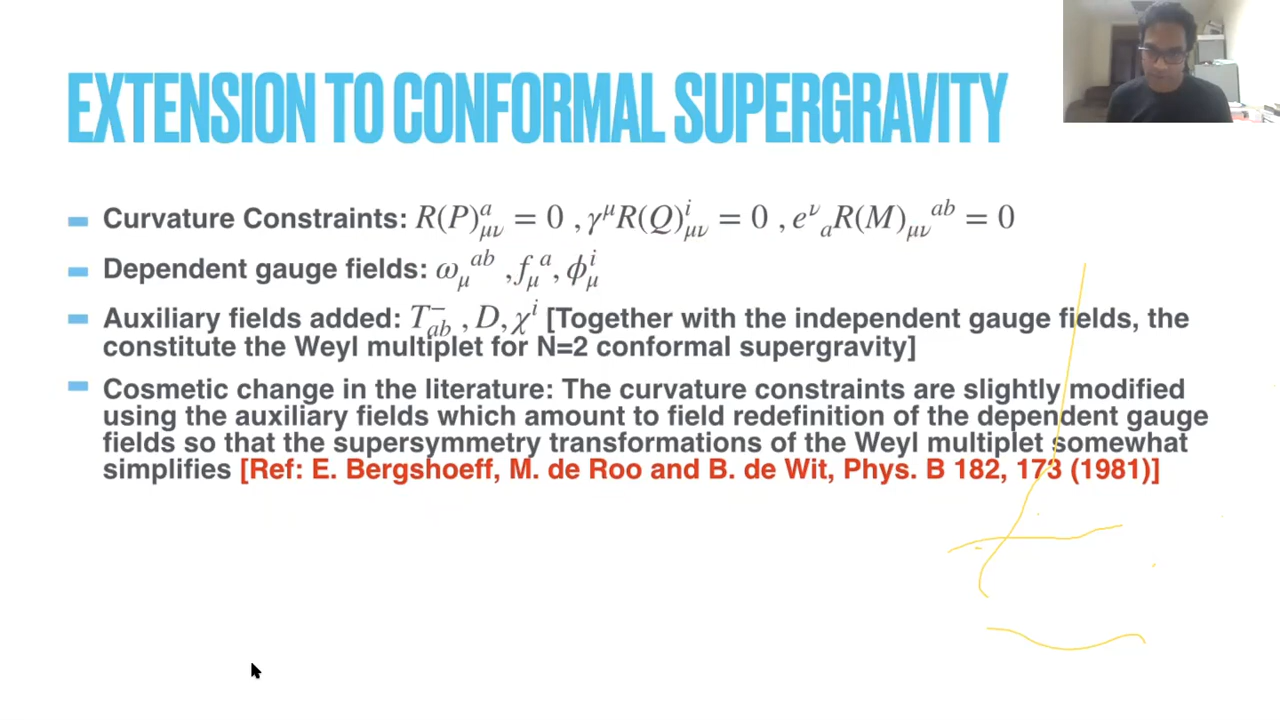 EXTENSION TO CONFORMAL SUPERGRAVITY
Curvature Constraints: $R(P)^a_{\mu\nu} = 0 , \gamma^\mu R(Q)^i_{\mu\nu} = 0 , e^\nu{}_a R(M)_{\mu\nu}{}^{ab} = 0$
Dependent gauge fields: $\omega_\mu{}^{ab} , f_\mu{}^a , \phi^i_\mu$
Auxiliary fields added: $T^-_{ab} , D, \chi^i$ [Together with the independent gauge fields, the
constitute the Weyl multiplet for N=2 conformal supergravity]
Cosmetic change in the literature: The curvature constraints are slightly modified
using the auxiliary fields which amount to field redefinition of the dependent gauge
fields so that the supersymmetry transformations of the Weyl multiplet somewhat
simplifies [Ref: E. Bergshoeff, M. de Roo and B. de Wit, Phys. B 182, 173 (1981)]